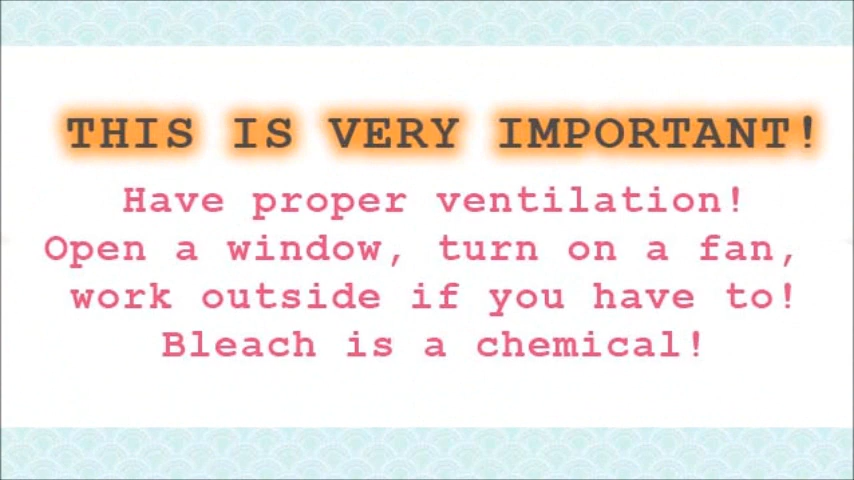 THIS IS VERY IMPORTANT!
Have proper ventilation!
Open a window, turn on a fan,
work outside if you have to!
Bleach is a chemical!